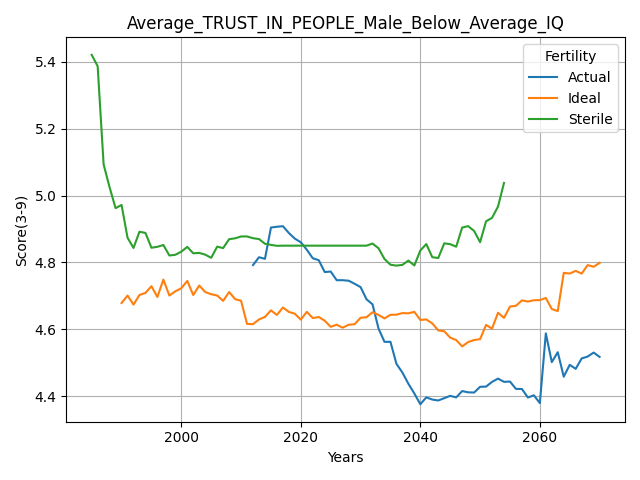 Average_TRUST_IN_PEOPLE_Male_Below_Average_IQ
Fertility
Actual
Ideal
Sterile
5.4
5.2
5.0
4.8
4.6
4.4
Score(3-9)
2000
2020
2040
2060
Years